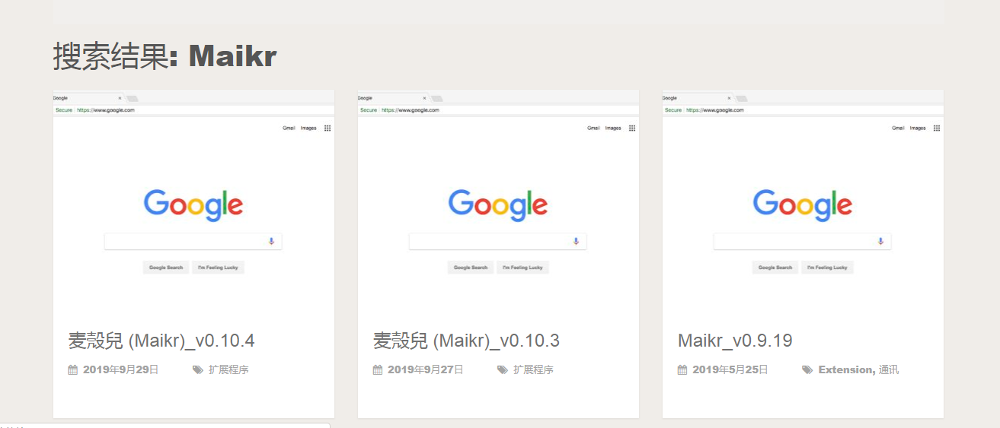 搜索结果: Maikr
Google
Secure https://www.google.com
Gmail Images
Google
Google Search I'm Feeling Lucky
麦殼兒 (Maikr)_v0.10.4
2019年9月29日 扩展程序
Google
Secure https://www.google.com
Gmail Images
Google
Google Search I'm Feeling Lucky
麦殼兒 (Maikr)_v0.10.3
2019年9月27日 扩展程序
Google
Secure https://www.google.com
Gmail Images
Google
Google Search I'm Feeling Lucky
Maikr_v0.9.19
2019年5月25日 Extension, 通讯